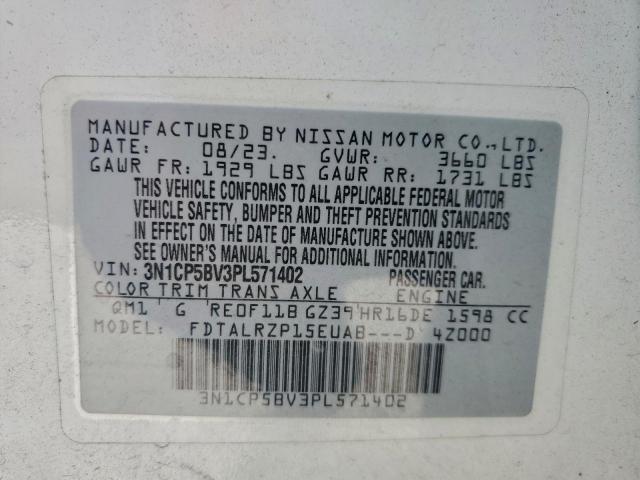 MANUFACTURED BY NISSAN MOTOR CO.,LTD.
DATE: 08/23. GVWR: 3660 LBS
GAWR FR: 1929 LBS GAWR RR: 1731 LBS
THIS VEHICLE CONFORMS TO ALL APPLICABLE FEDERAL MOTOR
VEHICLE SAFETY, BUMPER AND THEFT PREVENTION STANDARDS
IN EFFECT ON THE DATE OF MANUFACTURE SHOWN ABOVE.
SEE OWNER'S MANUAL FOR ADDITIONAL INFORMATION.
VIN: 3N1CP5BV3PL571402 PASSENGER CAR.
COLOR TRIM TRANS AXLE ENGINE
QM1 'G 'RE0F11B GZ39'HR16DE 1598 CC
MODEL: FDTALRZP15EUAB---D' 4Z000
3N1CP5BV3PL571402